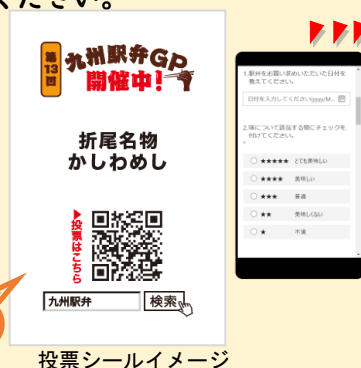 ください。
第13回
九州駅弁GP
開催中!
折尾名物
かしわめし
▶投票はこちら
九州駅弁 検索
投票シールイメージ
1.駅弁をお買い求めいただいた日付を
教えてください。
日付を入力してください(yyyy/M...
2.味について該当する物にチェックを
付けてください。
*
★★★★★ とても美味しい
★★★★ 美味しい
★★★ 普通
★★ 美味しくない
★ 不満